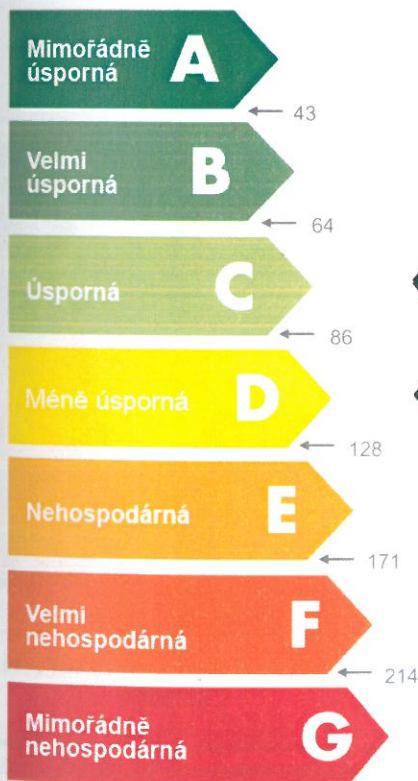 Mimořádně
úsporná
A
43
Velmi
úsporná
B
64
Úsporná
C
86
Méně úsporná
D
128
Nehospodárná
E
171
Velmi
nehospodárná
F
214
Mimořádně
nehospodárná
G